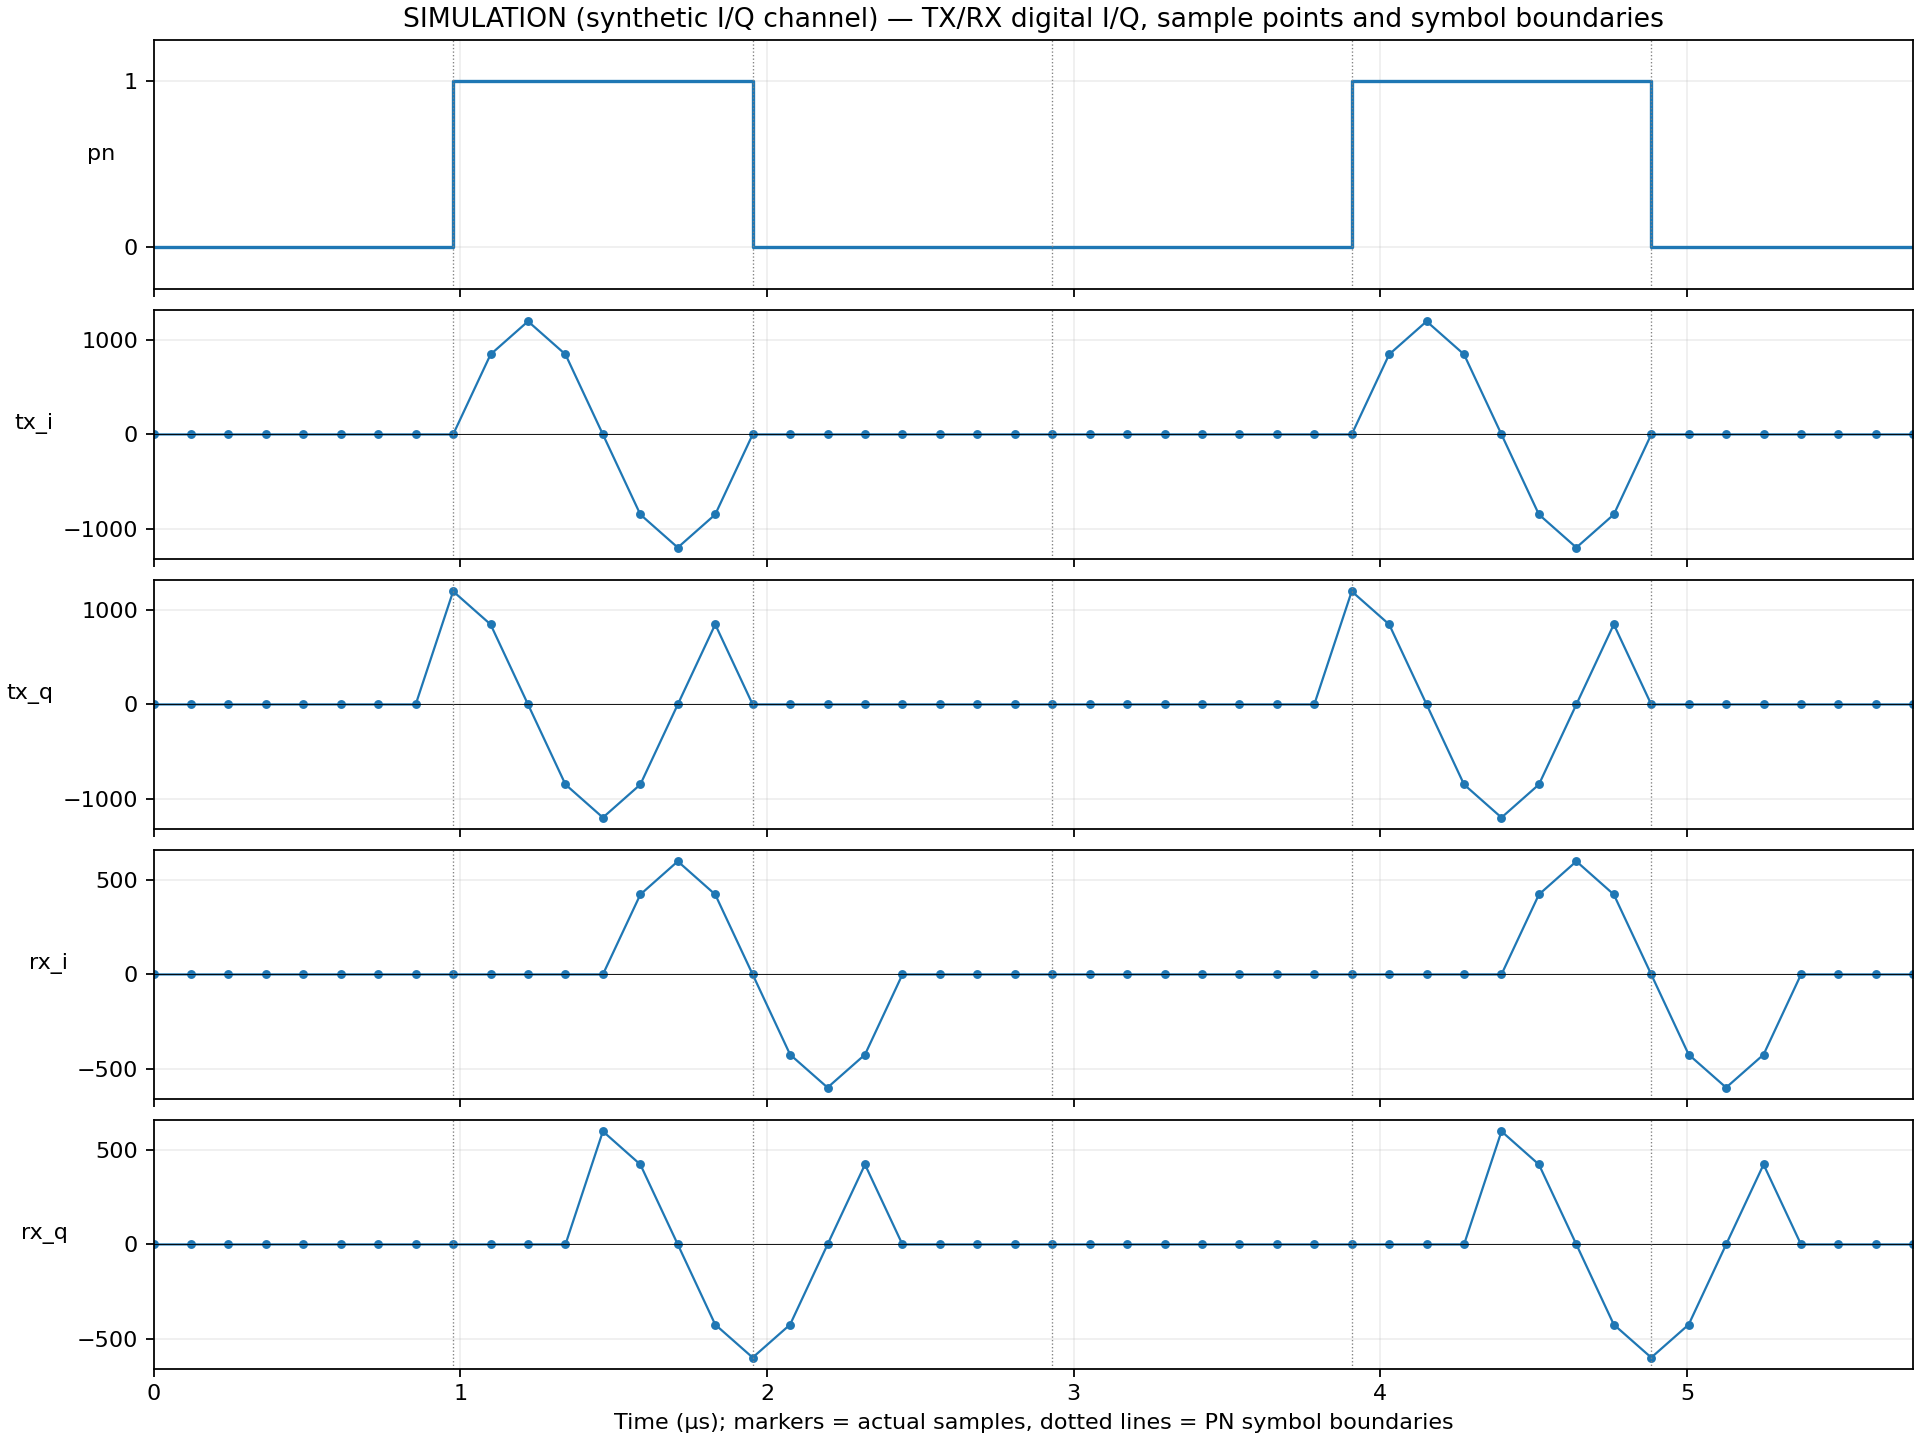 SIMULATION (synthetic I/Q channel) — TX/RX digital I/Q, sample points and symbol boundaries
1
pn
0
1000
tx_i
0
−1000
1000
tx_q
0
−1000
500
rx_i
0
−500
500
rx_q
0
−500
0 1 2 3 4 5
Time (µs); markers = actual samples, dotted lines = PN symbol boundaries